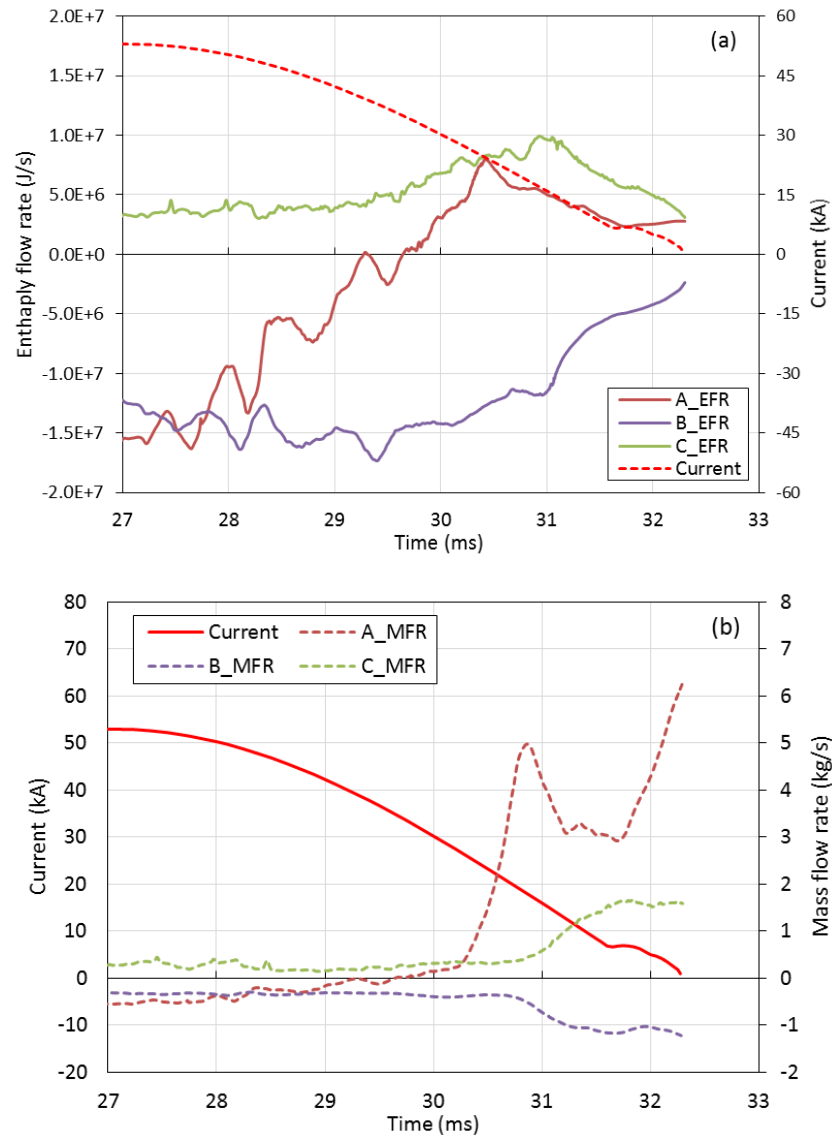 (a)
Enthaply flow rate (J/s)
2.0E+7
1.5E+7
1.0E+7
5.0E+6
0.0E+0
-5.0E+6
-1.0E+7
-1.5E+7
-2.0E+7
Current (kA)
60
45
30
15
0
-15
-30
-45
-60
A_EFR
B_EFR
C_EFR
Current
27 28 29 30 31 32 33
Time (ms)
(b)
Current A_MFR
B_MFR C_MFR
Current (kA)
80
70
60
50
40
30
20
10
0
-10
-20
Mass flow rate (kg/s)
8
7
6
5
4
3
2
1
0
-1
-2
27 28 29 30 31 32 33
Time (ms)